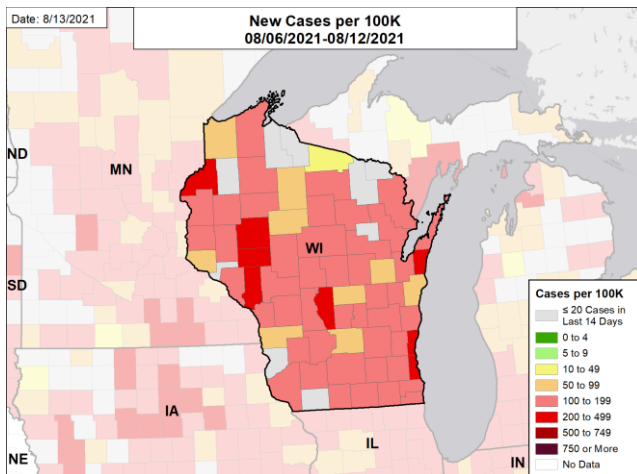 Date: 8/13/2021
New Cases per 100K
08/06/2021-08/12/2021
ND
MN
WI
SD
IA
NE
IL
IN
Cases per 100K
≤ 20 Cases in
Last 14 Days
0 to 4
5 to 9
10 to 49
50 to 99
100 to 199
200 to 499
500 to 749
750 or More
No Data